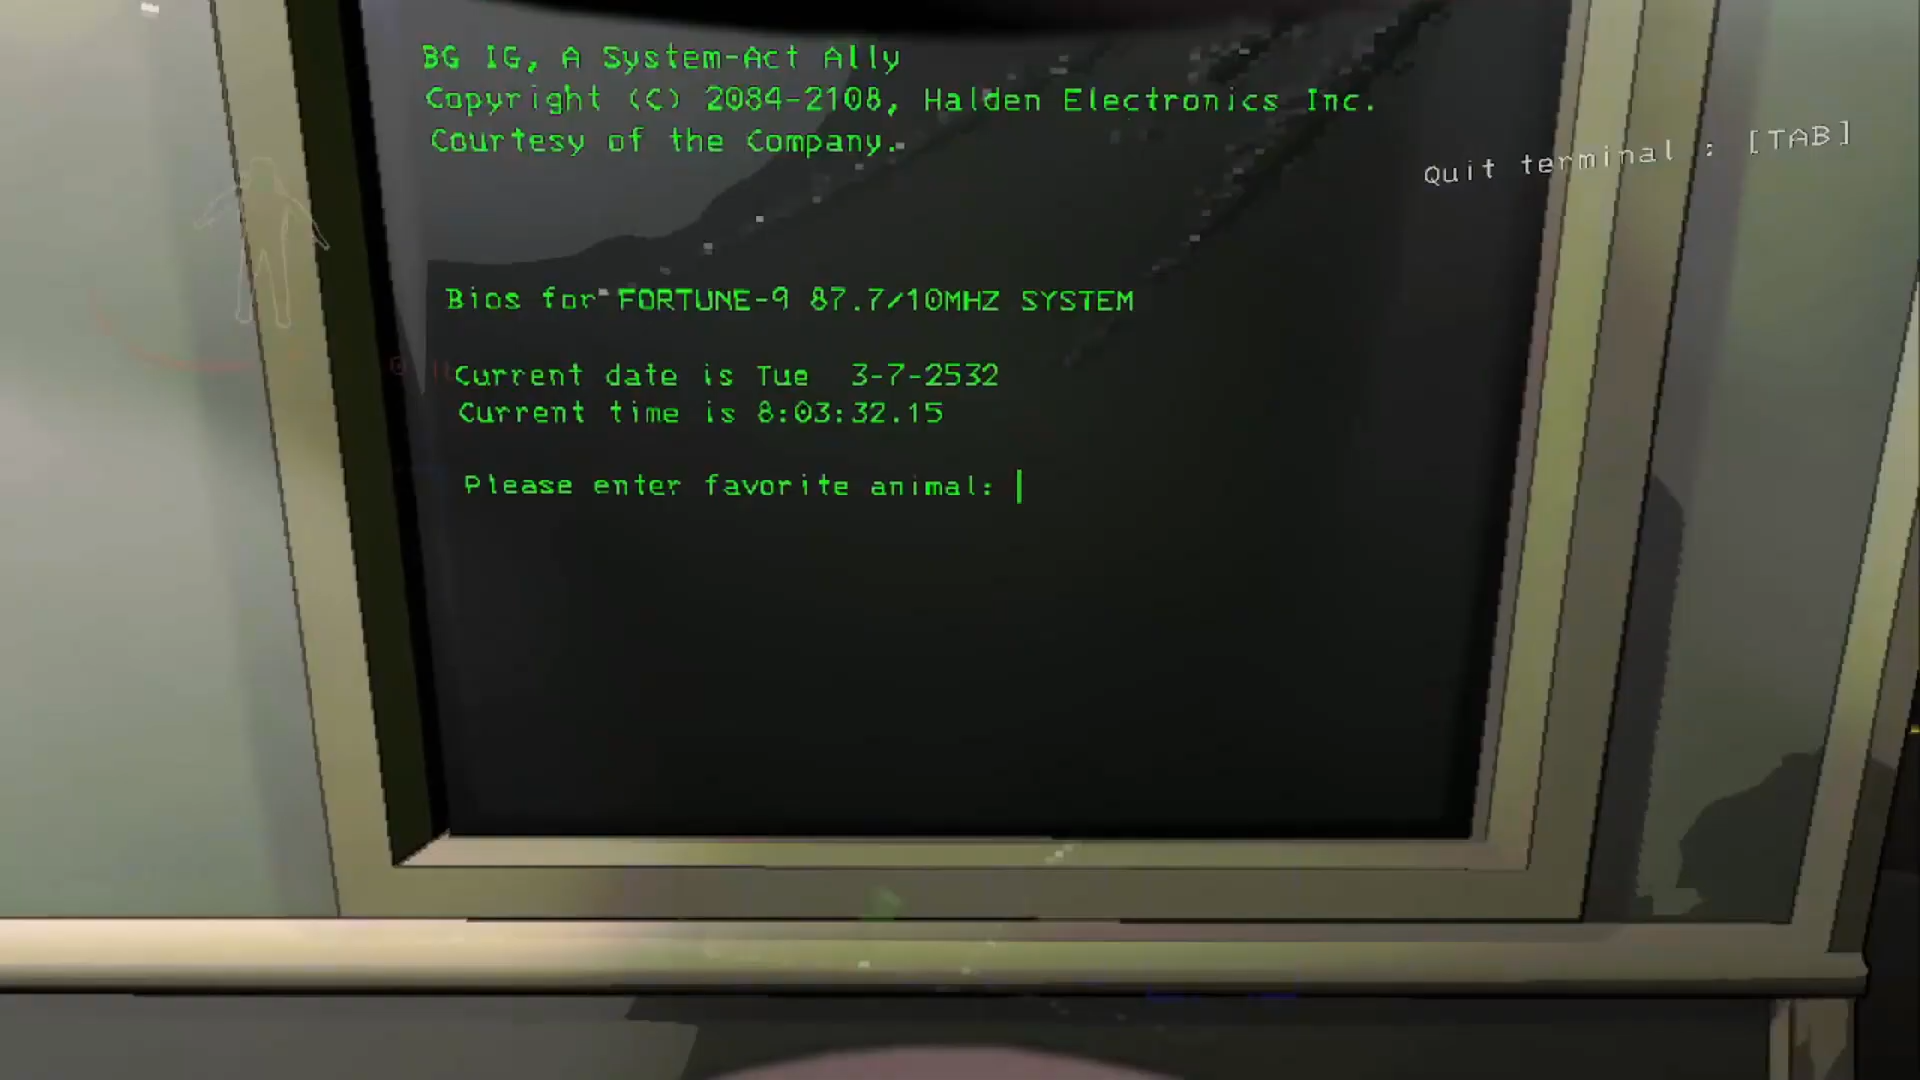 BG IG, A System-Act Ally
Copyright (C) 2084-2108, Halden Electronics Inc.
Courtesy of the Company.
Quit terminal : [TAB]
Bios for FORTUNE-9 87.7/10MHZ SYSTEM
Current date is Tue  3-7-2532
Current time is 8:03:32.15
Please enter favorite animal: